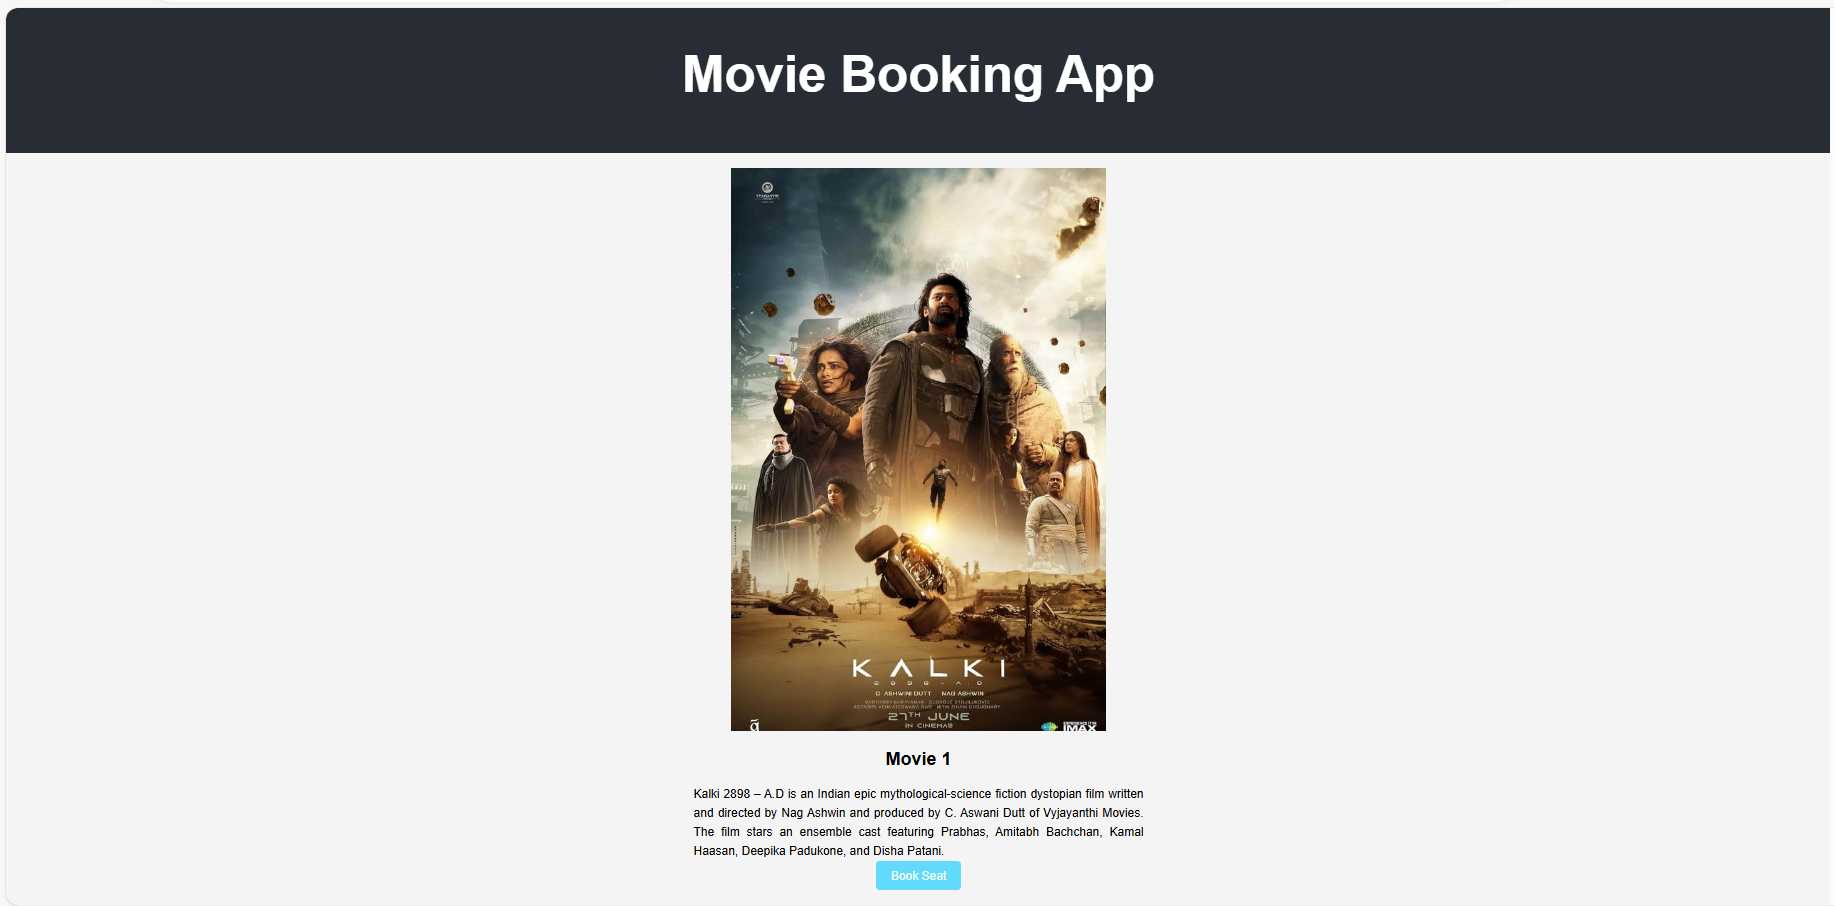 Movie Booking App
KALKI
2898 - A.D
C ASHWINI DUTT NAG ASHWIN
27TH JUNE
IN CINEMAS
EXPERIENCE IT IN
IMAX
Movie 1
Kalki 2898 – A.D is an Indian epic mythological-science fiction dystopian film written
and directed by Nag Ashwin and produced by C. Aswani Dutt of Vyjayanthi Movies.
The film stars an ensemble cast featuring Prabhas, Amitabh Bachchan, Kamal
Haasan, Deepika Padukone, and Disha Patani.
Book Seat